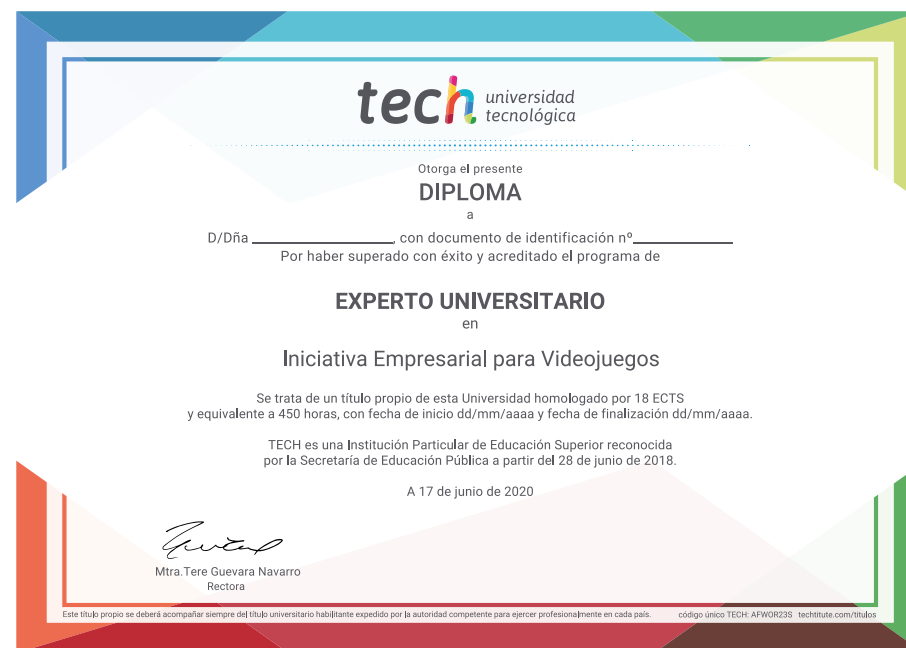 tech universidad
tecnológica
Otorga el presente
DIPLOMA
a
D/Dña ____________________, con documento de identificación nº______________
Por haber superado con éxito y acreditado el programa de
EXPERTO UNIVERSITARIO
en
Iniciativa Empresarial para Videojuegos
Se trata de un título propio de esta Universidad homologado por 18 ECTS
y equivalente a 450 horas, con fecha de inicio dd/mm/aaaa y fecha de finalización dd/mm/aaaa.
TECH es una Institución Particular de Educación Superior reconocida
por la Secretaría de Educación Pública a partir del 28 de junio de 2018.
A 17 de junio de 2020
Mtra.Tere Guevara Navarro
Rectora
Este título propio se deberá acompañar siempre del título universitario habilitante expedido por la autoridad competente para ejercer profesionalmente en cada país. código único TECH: AFWOR23S techtitute.com/titulos